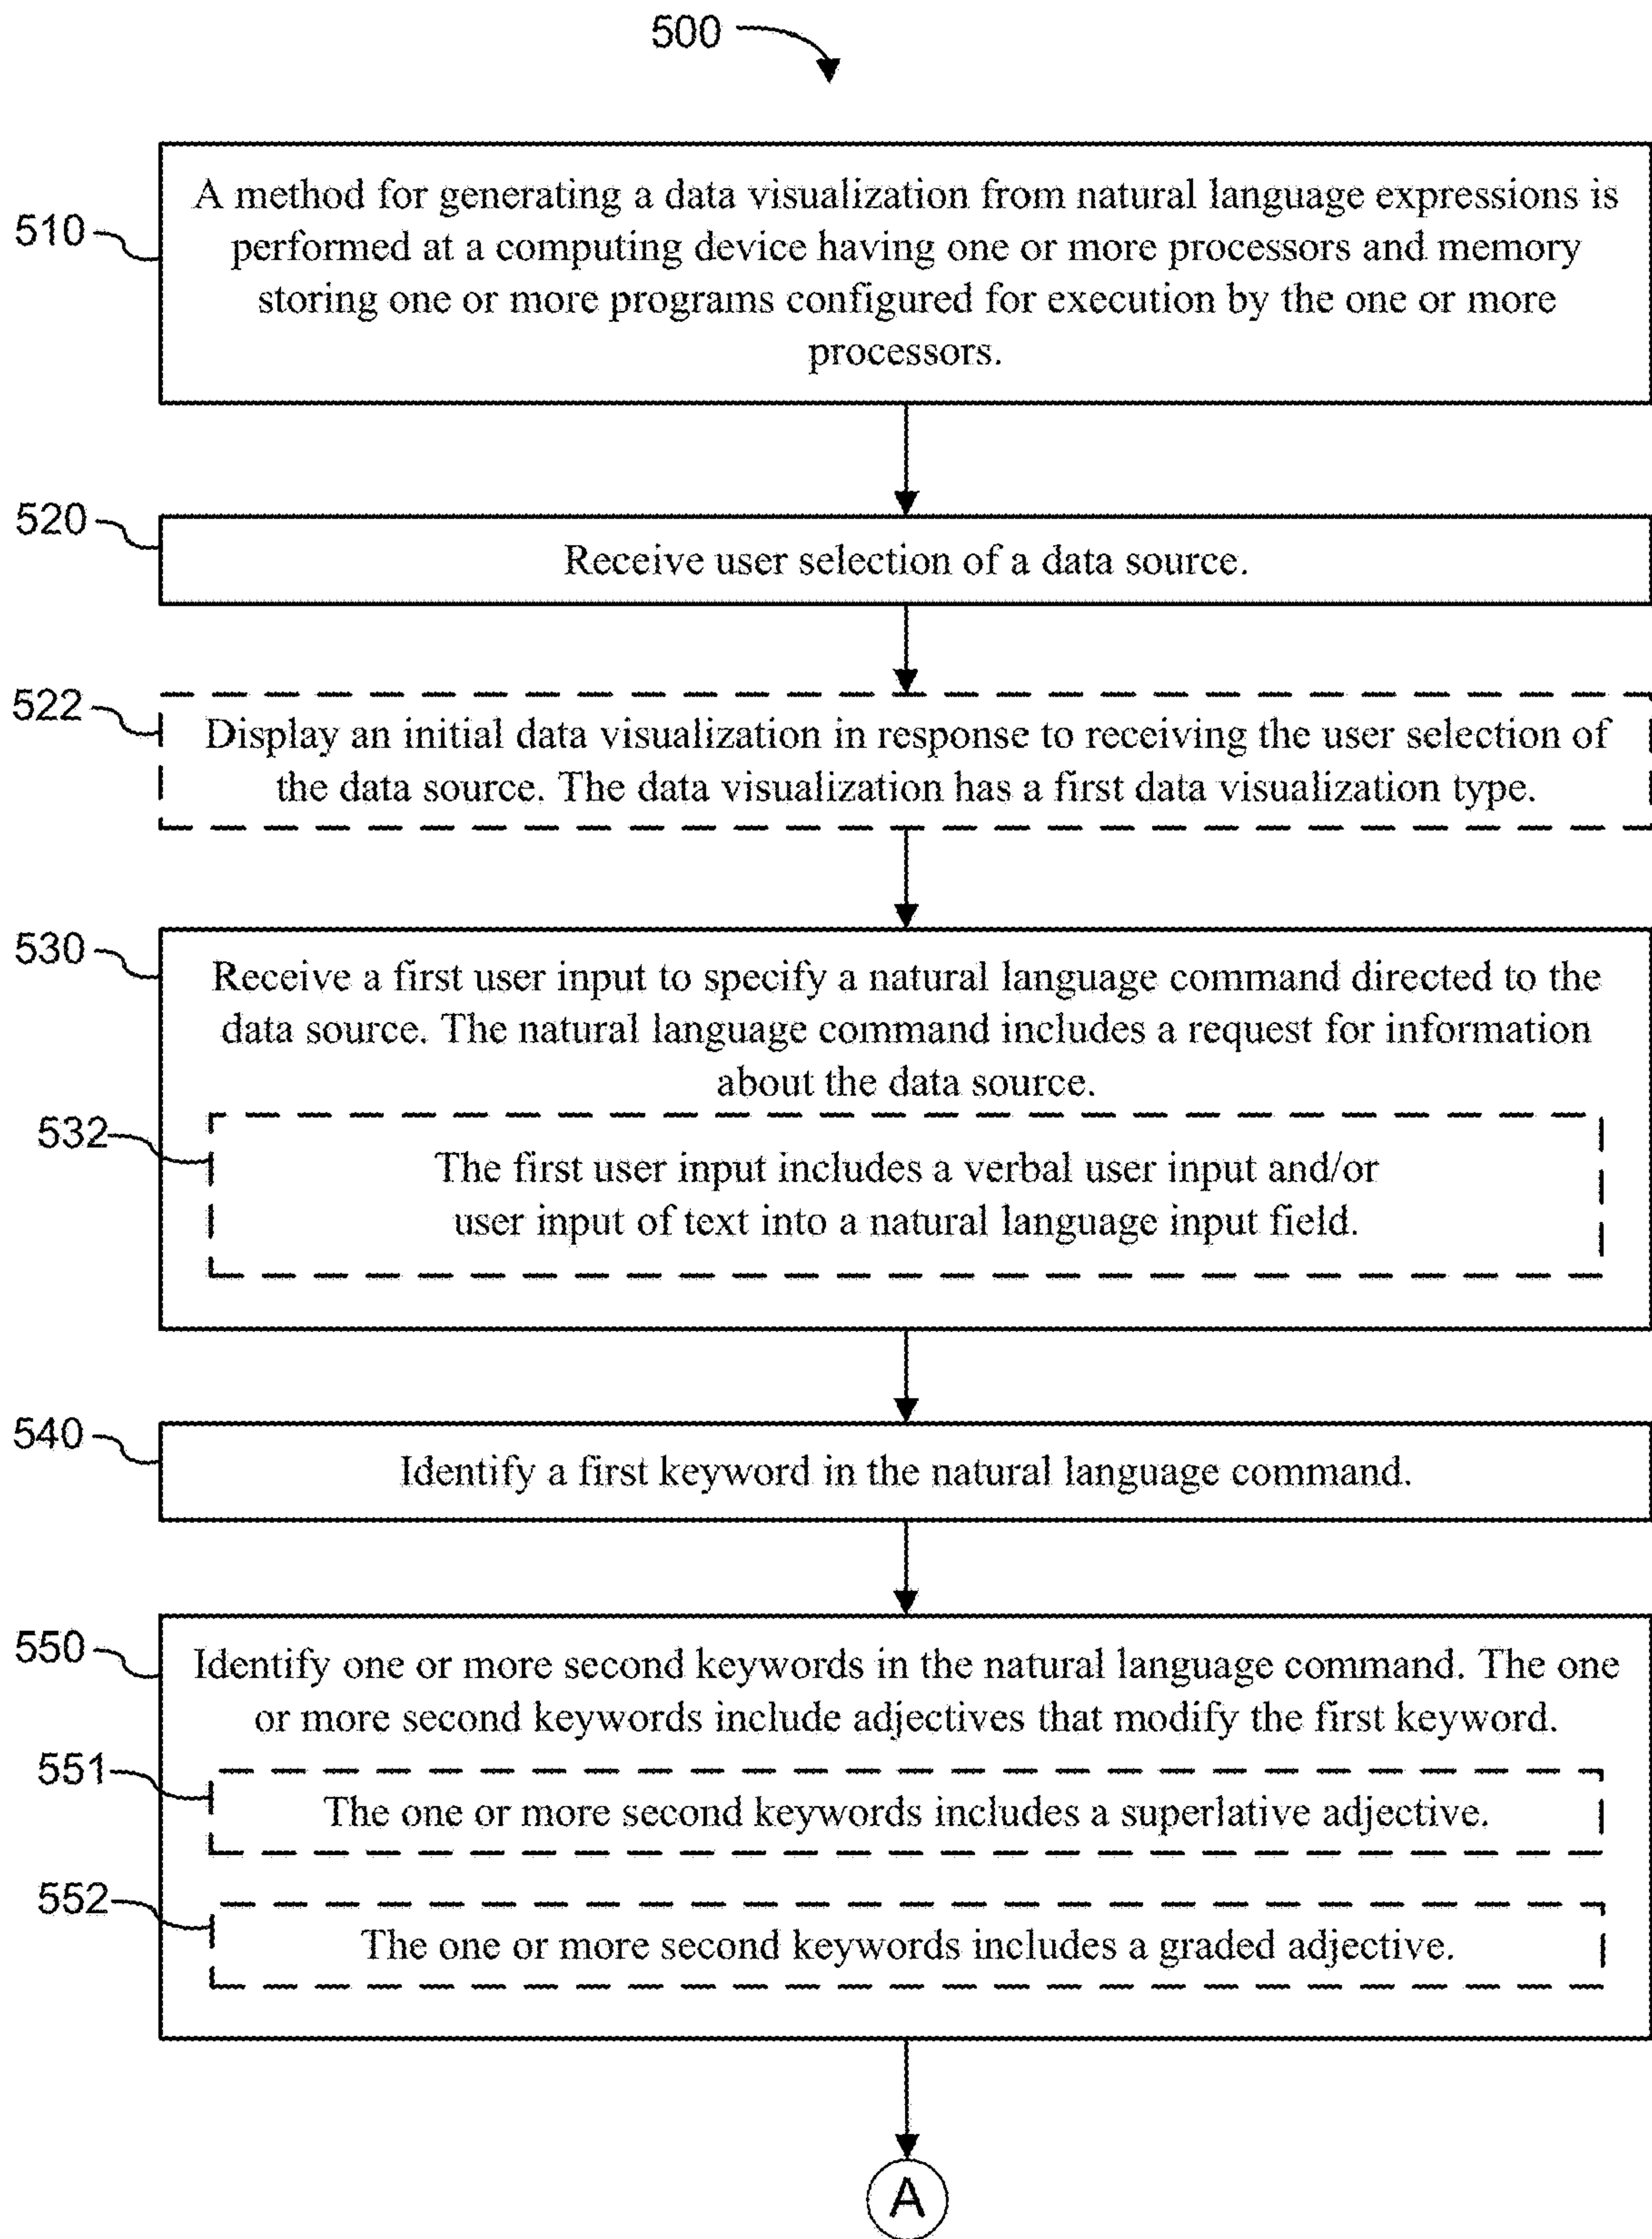 500
510
A method for generating a data visualization from natural language expressions is
performed at a computing device having one or more processors and memory
storing one or more programs configured for execution by the one or more
processors.
520
Receive user selection of a data source.
522
Display an initial data visualization in response to receiving the user selection of
the data source. The data visualization has a first data visualization type.
530
Receive a first user input to specify a natural language command directed to the
data source. The natural language command includes a request for information
about the data source.
532
The first user input includes a verbal user input and/or
user input of text into a natural language input field.
540
Identify a first keyword in the natural language command.
550
Identify one or more second keywords in the natural language command. The one
or more second keywords include adjectives that modify the first keyword.
551
The one or more second keywords includes a superlative adjective.
552
The one or more second keywords includes a graded adjective.
A